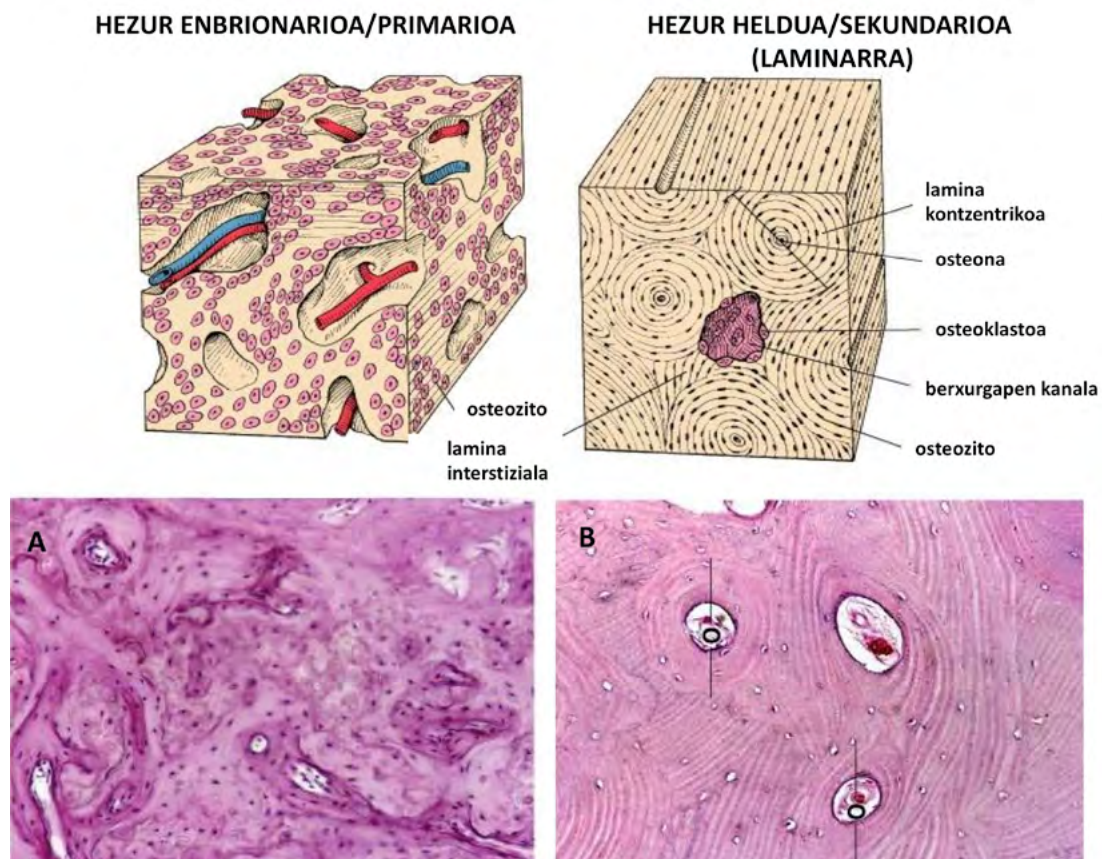 HEZUR ENBRIONARIOA/PRIMARIOA
HEZUR HELDUA/SEKUNDARIOA
(LAMINARRA)
lamina
kontzentrikoa
osteona
osteoklastoa
berxurgapen kanala
osteozito
osteozito
lamina
interstiziala
A
B
O
O